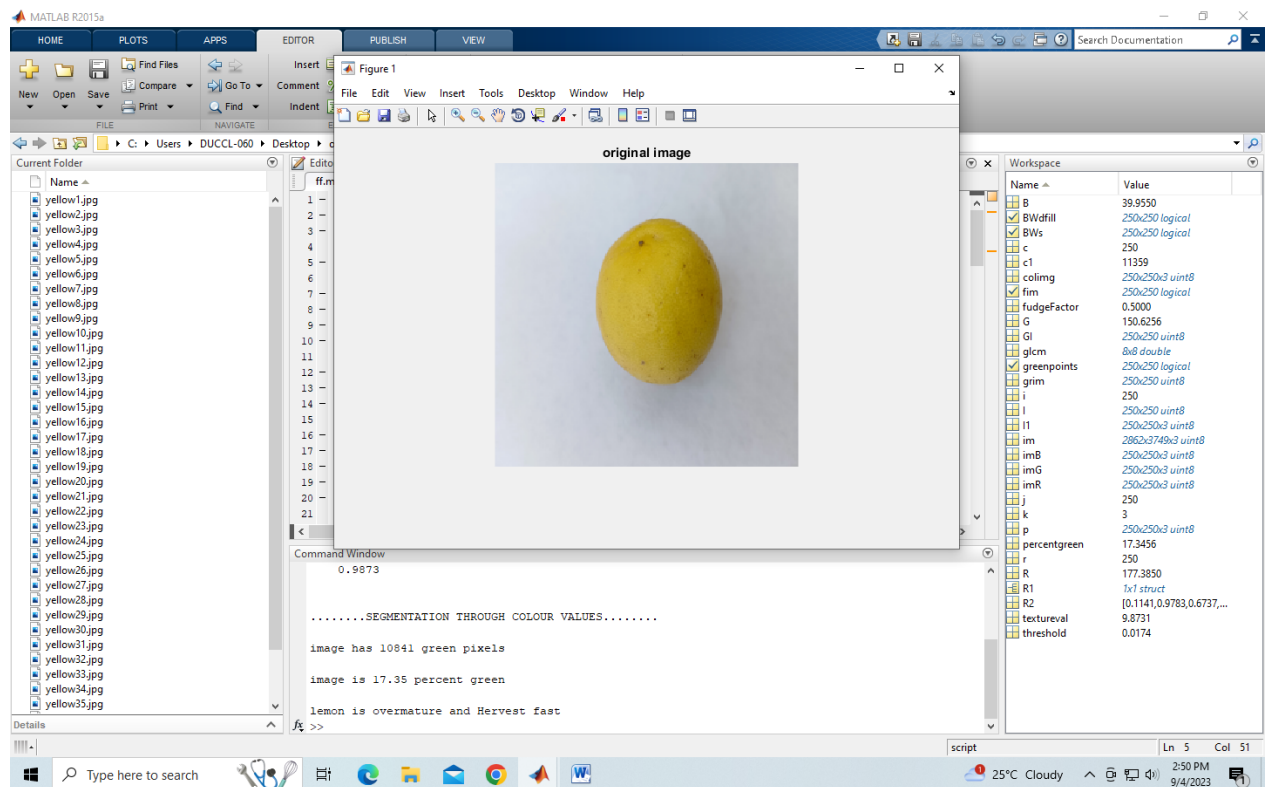 MATLAB R2015a
HOME PLOTS APPS EDITOR PUBLISH VIEW
Search Documentation
New Open Save
Find Files
Compare
Print
Go To
Find
Insert
Comment
Indent
FILE NAVIGATE
C: Users DUCCL-060 Desktop
Current Folder
Name
yellow1.jpg
yellow2.jpg
yellow3.jpg
yellow4.jpg
yellow5.jpg
yellow6.jpg
yellow7.jpg
yellow8.jpg
yellow9.jpg
yellow10.jpg
yellow11.jpg
yellow12.jpg
yellow13.jpg
yellow14.jpg
yellow15.jpg
yellow16.jpg
yellow17.jpg
yellow18.jpg
yellow19.jpg
yellow20.jpg
yellow21.jpg
yellow22.jpg
yellow23.jpg
yellow24.jpg
yellow25.jpg
yellow26.jpg
yellow27.jpg
yellow28.jpg
yellow29.jpg
yellow30.jpg
yellow31.jpg
yellow32.jpg
yellow33.jpg
yellow34.jpg
yellow35.jpg
Details
Edito
ff.m
1
2
3
4
5
6
7
8
9
10
11
12
13
14
15
16
17
18
19
20
21
Figure 1
File Edit View Insert Tools Desktop Window Help
original image
Command Window
0.9873
........SEGMENTATION THROUGH COLOUR VALUES........
image has 10841 green pixels
image is 17.35 percent green
lemon is overmature and Hervest fast
fx >>
Workspace
Name Value
B 39.9550
BWdfill 250x250 logical
BWs 250x250 logical
c 250
c1 11359
colimg 250x250x3 uint8
fim 250x250 logical
fudgeFactor 0.5000
G 150.6256
GI 250x250 uint8
glcm 8x8 double
greenpoints 250x250 logical
grim 250x250 uint8
i 250
I 250x250 uint8
I1 250x250x3 uint8
im 2862x3749x3 uint8
imB 250x250x3 uint8
imG 250x250x3 uint8
imR 250x250x3 uint8
j 250
k 3
p 250x250x3 uint8
percentgreen 17.3456
r 250
R 177.3850
R1 1x1 struct
R2 [0.1141,0.9783,0.6737,...
textureval 9.8731
threshold 0.0174
script Ln 5 Col 51
Type here to search
25°C Cloudy
2:50 PM
9/4/2023